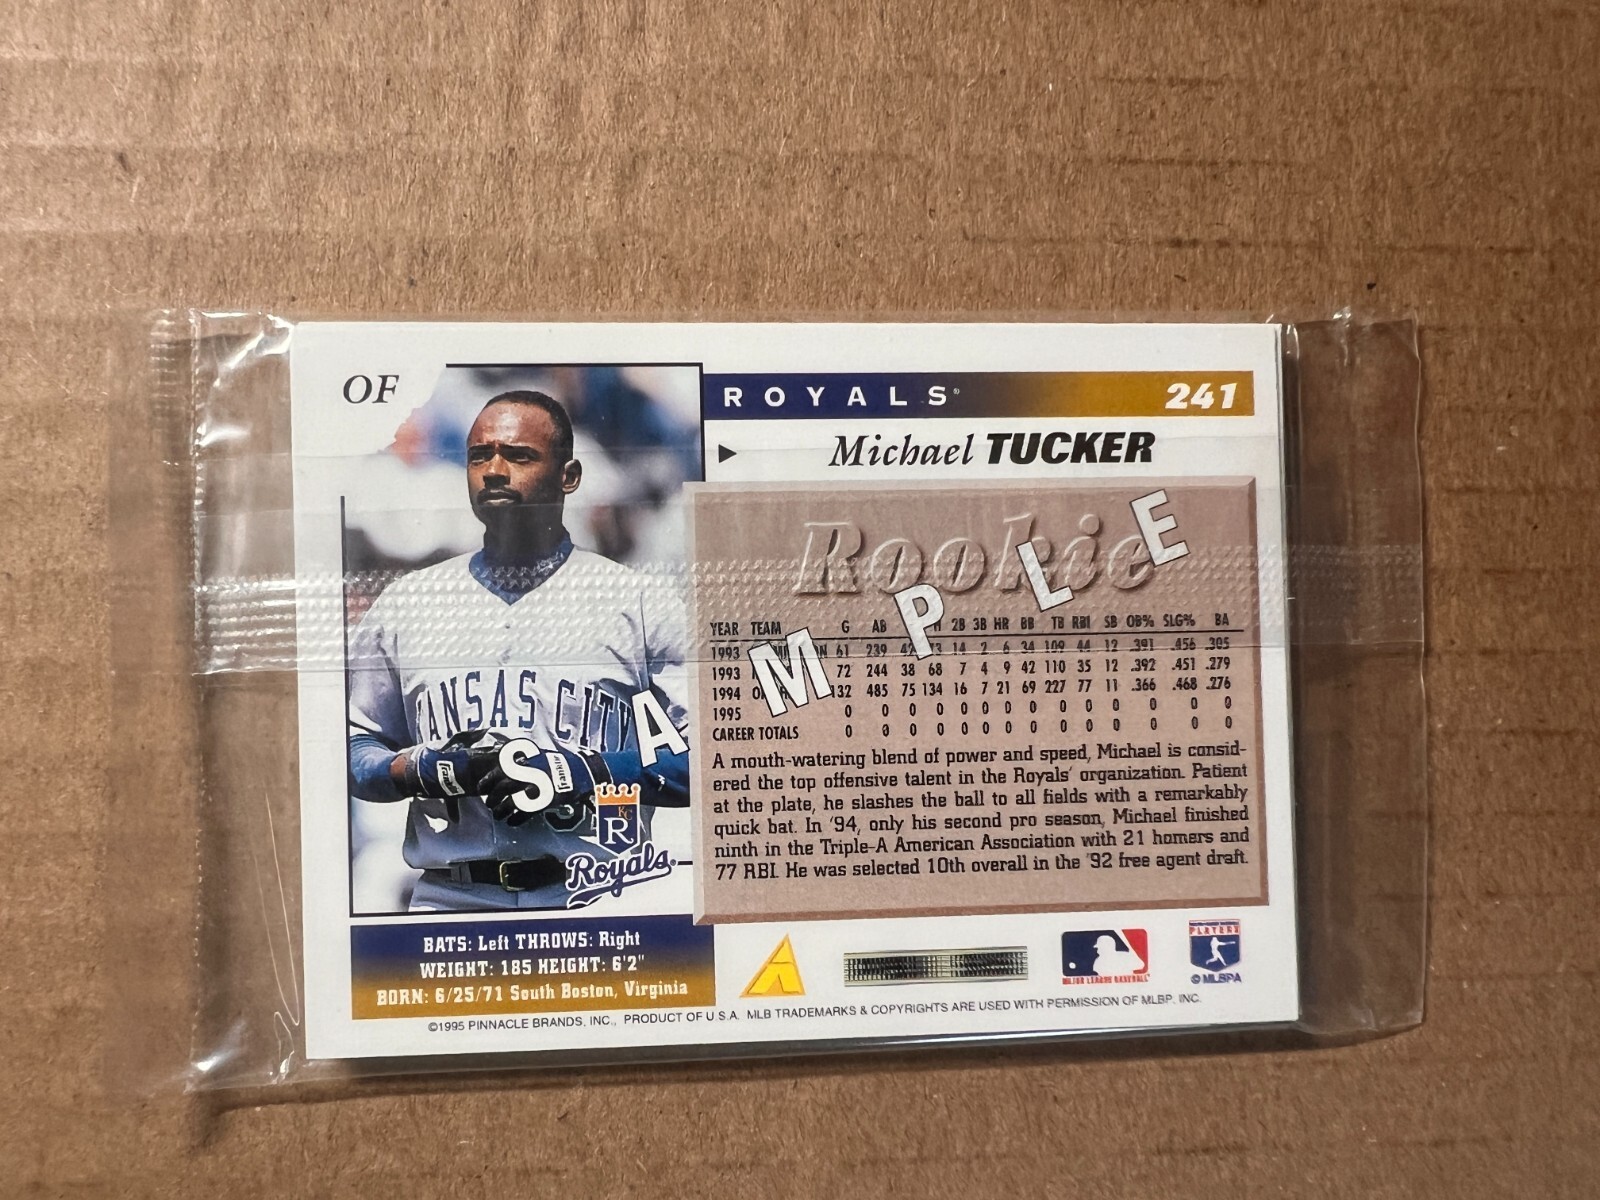 OF
ROYALS 241
Michael TUCKER
Rookie
SAMPLE
YEAR TEAM G AB H 2B 3B HR BB TB RBI SB OB% SLG% BA
1993 61 239 14 2 6 34 109 44 12 .391 .456 .305
1993 72 244 38 68 7 4 9 42 110 35 12 .392 .451 .279
1994 485 75 134 16 7 21 69 227 77 11 .366 .468 .276
1995 0 0 0 0 0 0 0 0 0 0 0 0 0 0
CAREER TOTALS 0 0 0 0 0 0 0 0 0 0 0 0 0 0
A mouth-watering blend of power and speed, Michael is consid-
ered the top offensive talent in the Royals' organization. Patient
at the plate, he slashes the ball to all fields with a remarkably
quick bat. In '94, only his second pro season, Michael finished
ninth in the Triple-A American Association with 21 homers and
77 RBI. He was selected 10th overall in the '92 free agent draft.
KANSAS CITY
Franklin
KC
R
Royals
BATS: Left THROWS: Right
WEIGHT: 185 HEIGHT: 6'2"
BORN: 6/25/71 South Boston, Virginia
MAJOR LEAGUE BASEBALL
PLAYERS
© MLBPA
©1995 PINNACLE BRANDS, INC., PRODUCT OF U.S.A. MLB TRADEMARKS & COPYRIGHTS ARE USED WITH PERMISSION OF MLBP, INC.